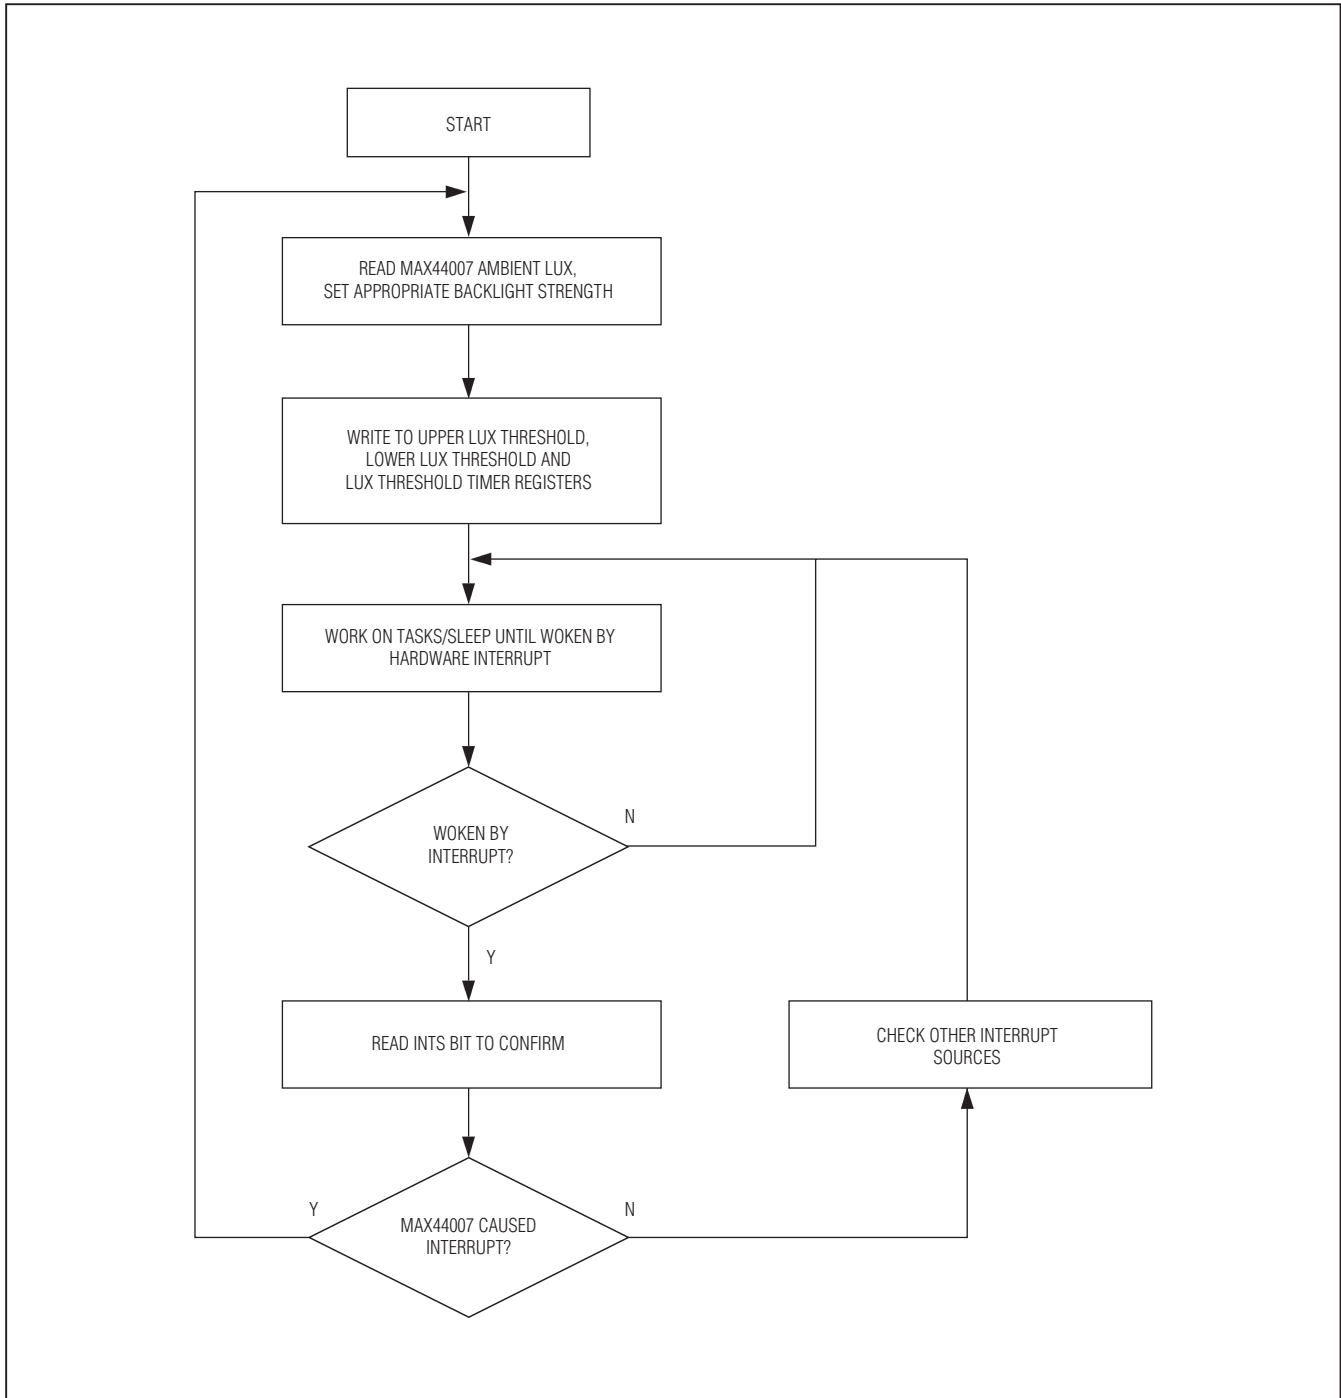 START
READ MAX44007 AMBIENT LUX,
SET APPROPRIATE BACKLIGHT STRENGTH
WRITE TO UPPER LUX THRESHOLD,
LOWER LUX THRESHOLD AND
LUX THRESHOLD TIMER REGISTERS
WORK ON TASKS/SLEEP UNTIL WOKEN BY
HARDWARE INTERRUPT
WOKEN BY
INTERRUPT?
N
Y
READ INTS BIT TO CONFIRM
CHECK OTHER INTERRUPT
SOURCES
Y
MAX44007 CAUSED
INTERRUPT?
N